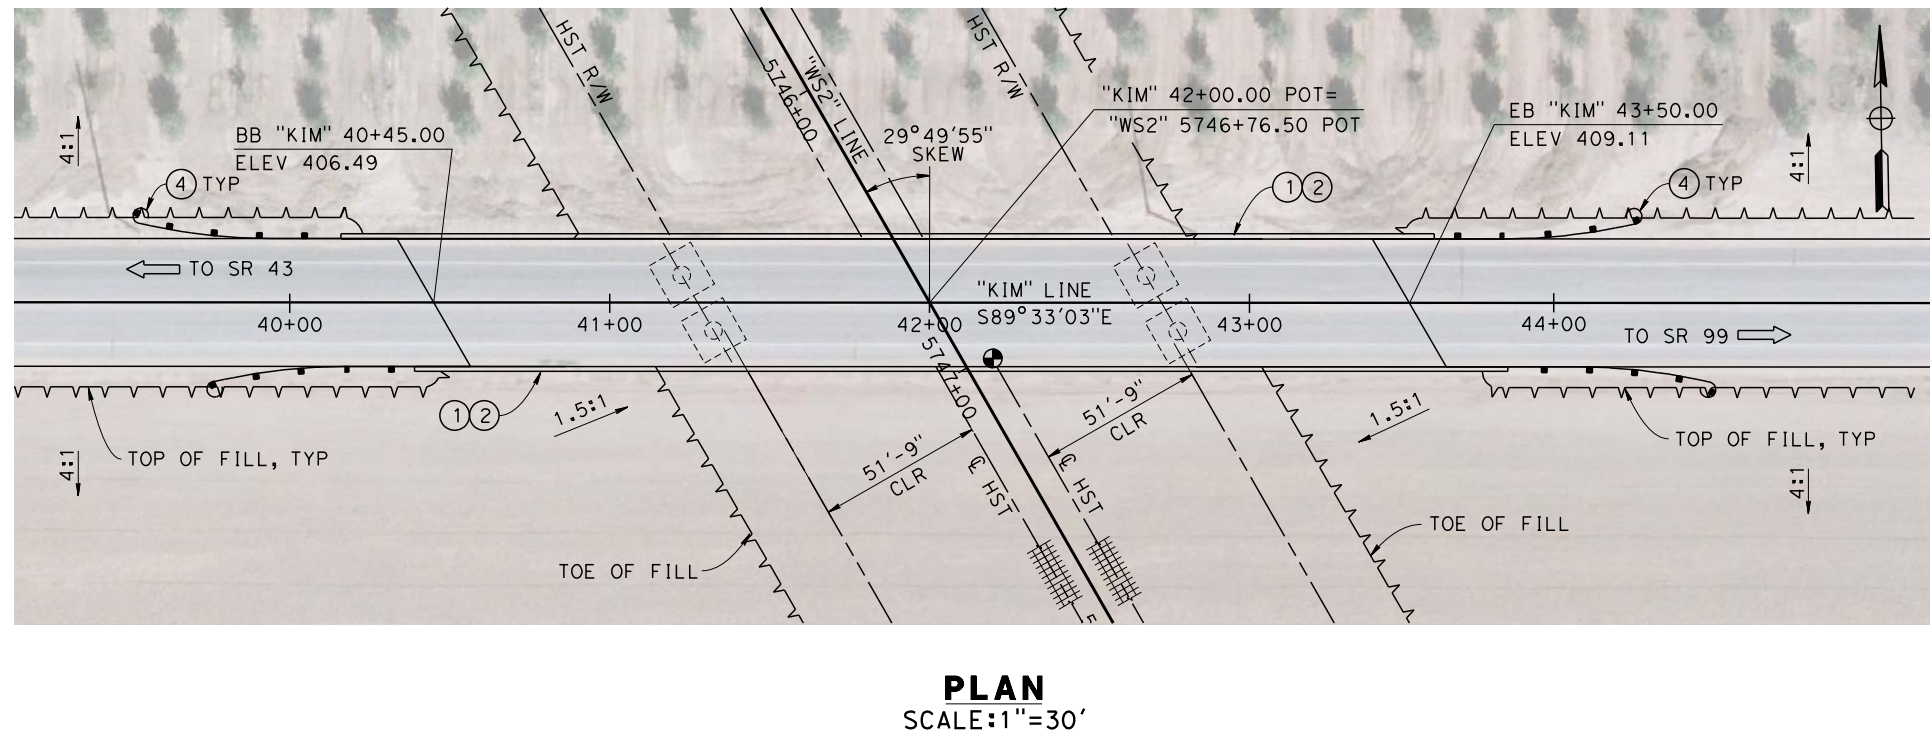 HST R/W
5746+00
"WS2" LINE
HST R/W
"KIM" 42+00.00 POT=
"WS2" 5746+76.50 POT
EB "KIM" 43+50.00
ELEV 409.11
BB "KIM" 40+45.00
ELEV 406.49
29°49'55"
SKEW
4:1
4:1
4 TYP
1 2
4 TYP
TO SR 43
"KIM" LINE
S89°33'03"E
40+00
41+00
42+00
43+00
44+00
TO SR 99
5747+00
1 2
1.5:1
51'-9"
CLR
51'-9"
CLR
1.5:1
TOP OF FILL, TYP
TOP OF FILL, TYP
4:1
4:1
℄ HST
℄ HST
TOE OF FILL
TOE OF FILL
PLAN
SCALE:1"=30'